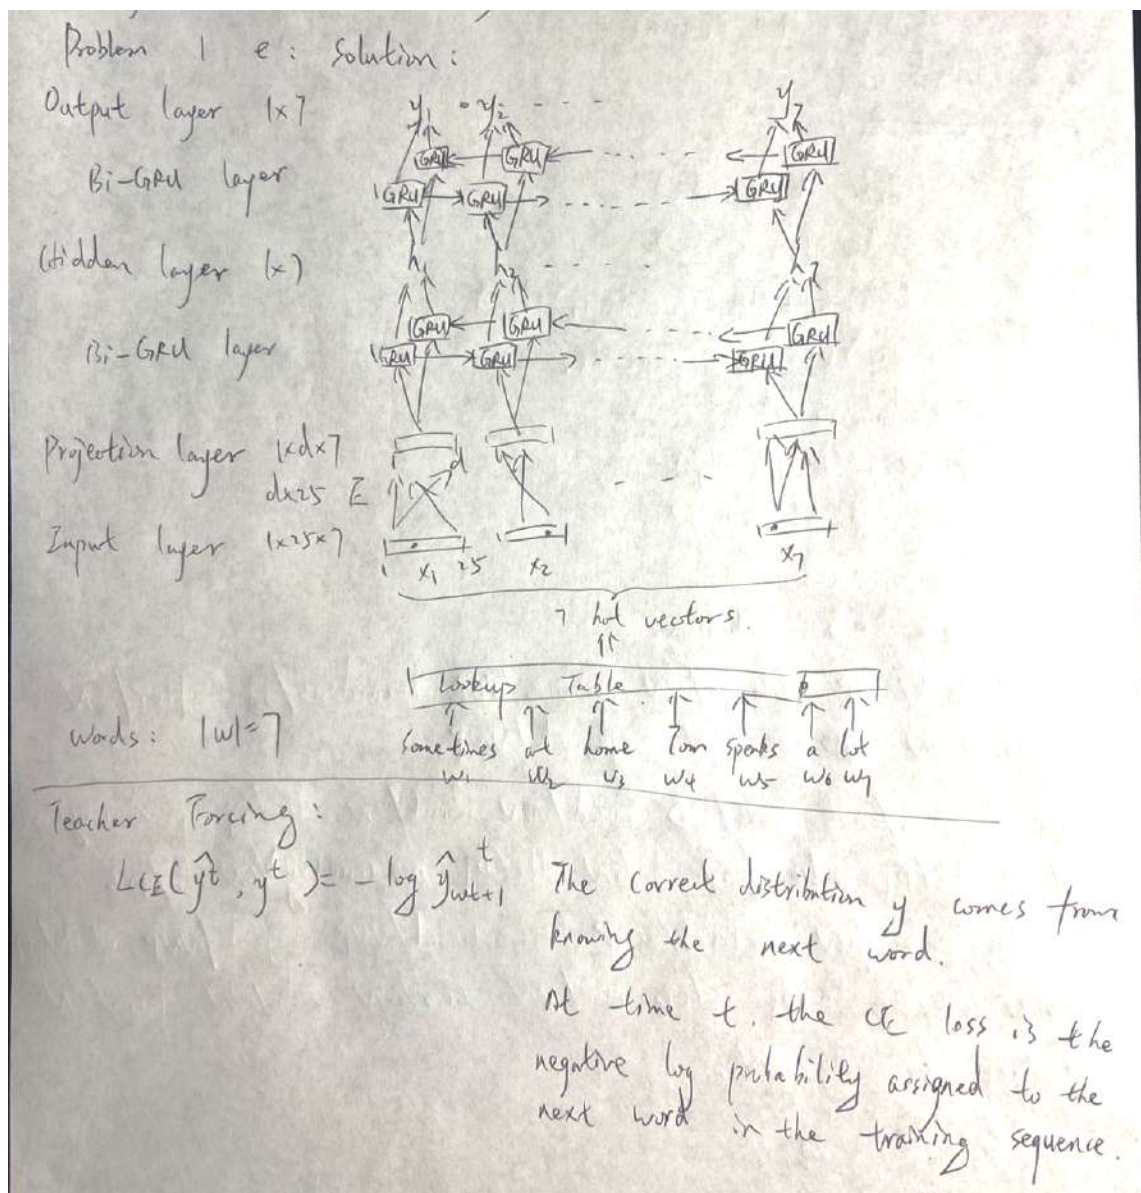 Problem 1 e: Solution:
Output layer 1x7
y1 y2 - - - - y7
GRU GRU GRU
Bi-GRU layer
GRU GRU GRU
Hidden layer 1x7
h1 h2 - - - -
GRU GRU GRU
Bi-GRU layer
GRU GRU GRU
Projection layer 1xdx7
d
dx25 E
Input layer 1x25x7
1 x1 25 x2 x7
7 hot vectors.
Lookup Table
Words: |w|=7
Sometimes at home Tom speaks a lot
w1 w2 w3 w4 w5 w6 w7
Teacher Forcing:
LCE(ŷt, yt) = - log ŷt wt+1
The correct distribution y comes from
knowing the next word.
At time t, the CE loss is the
negative log probability assigned to the
next word in the training sequence.